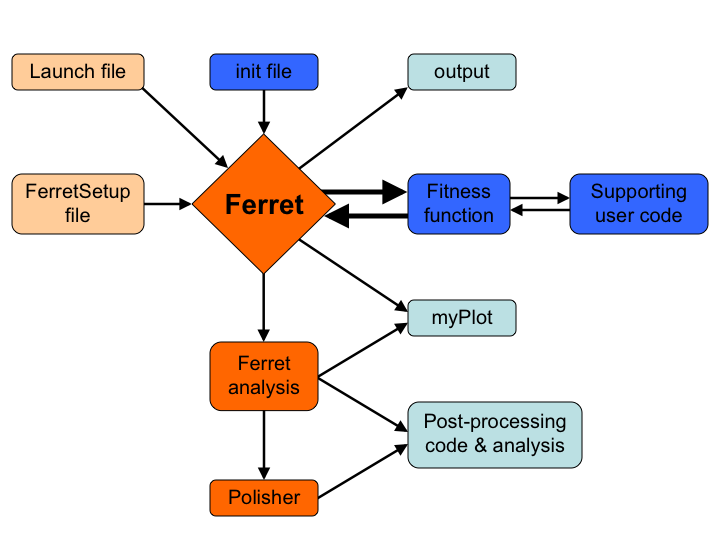 Launch file
init file
output
FerretSetup
file
Ferret
Fitness
function
Supporting
user code
myPlot
Ferret
analysis
Post-processing
code & analysis
Polisher